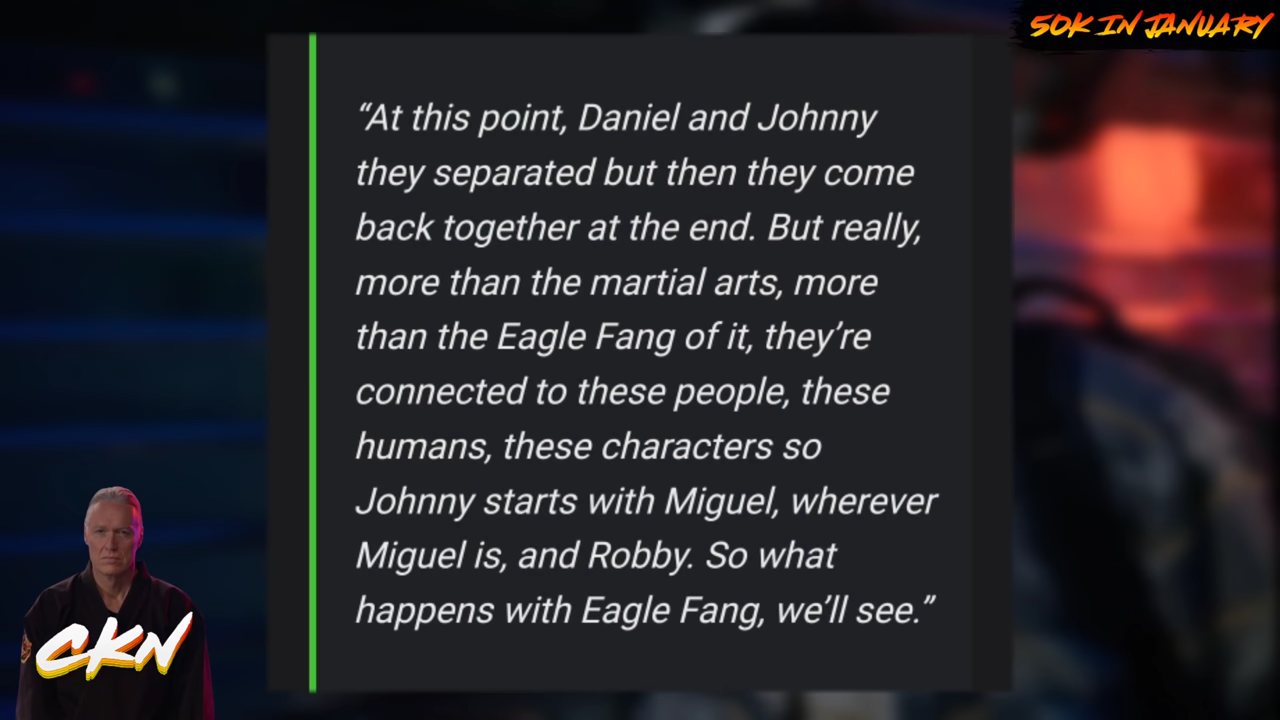 50K IN JANUARY
“At this point, Daniel and Johnny
they separated but then they come
back together at the end. But really,
more than the martial arts, more
than the Eagle Fang of it, they’re
connected to these people, these
humans, these characters so
Johnny starts with Miguel, wherever
Miguel is, and Robby. So what
happens with Eagle Fang, we’ll see.”
CKN